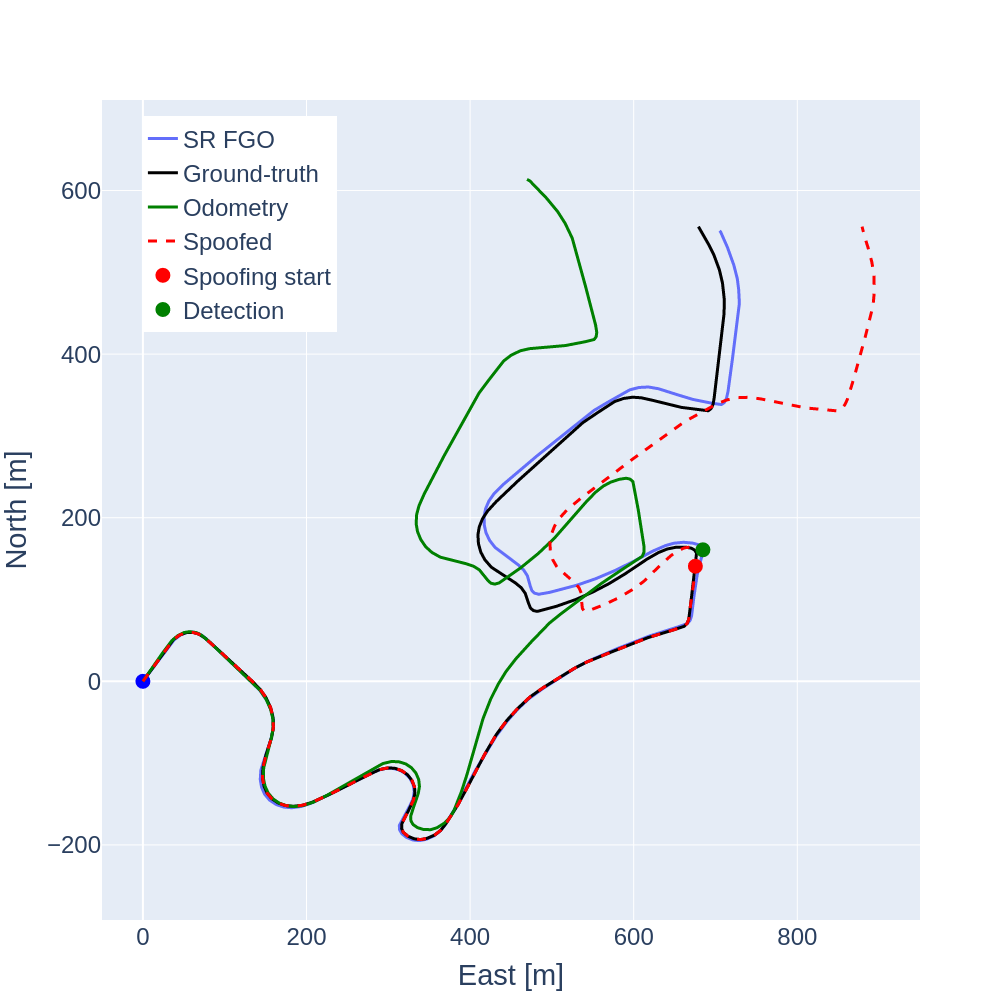 SR FGO
Ground-truth
Odometry
Spoofed
Spoofing start
Detection
600
400
200
0
−200
0 200 400 600 800
East [m]
North [m]